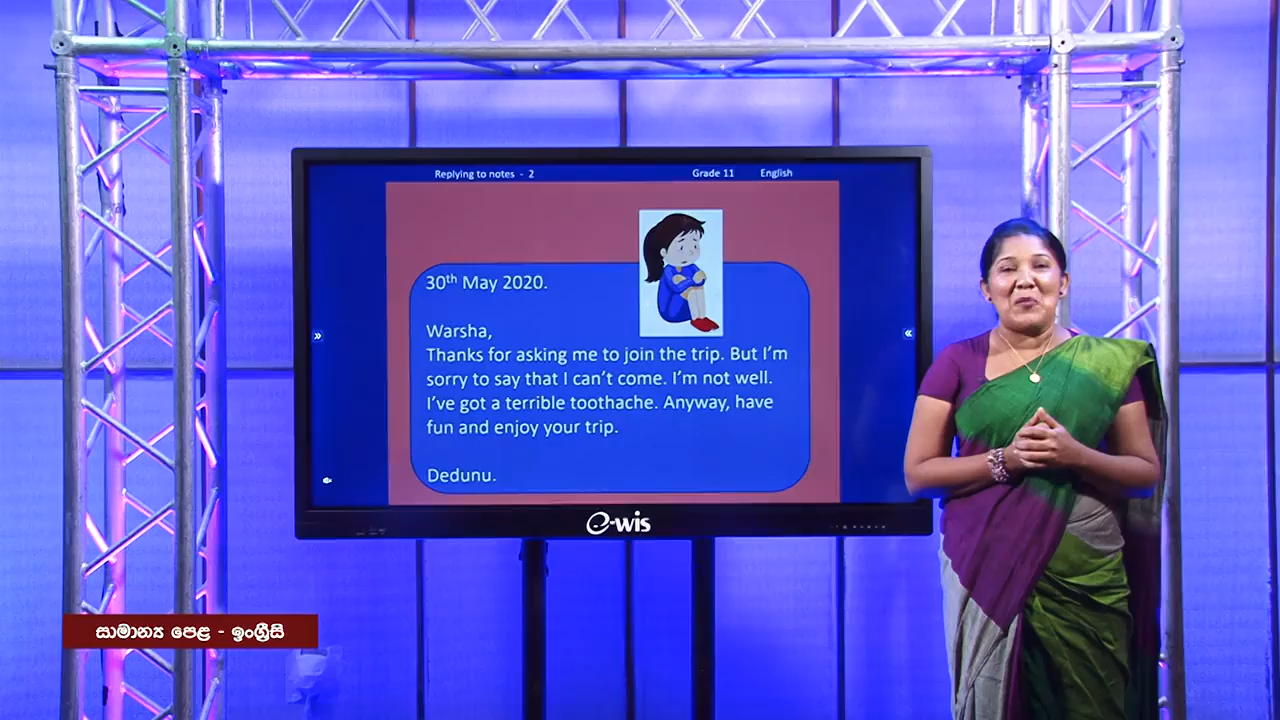 Replying to notes - 2
Grade 11
English
30th May 2020.
Warsha,
Thanks for asking me to join the trip. But I'm
sorry to say that I can't come. I'm not well.
I've got a terrible toothache. Anyway, have
fun and enjoy your trip.
Dedunu.
e-wis
සාමාන්‍ය පෙළ - ඉංග්‍රීසි